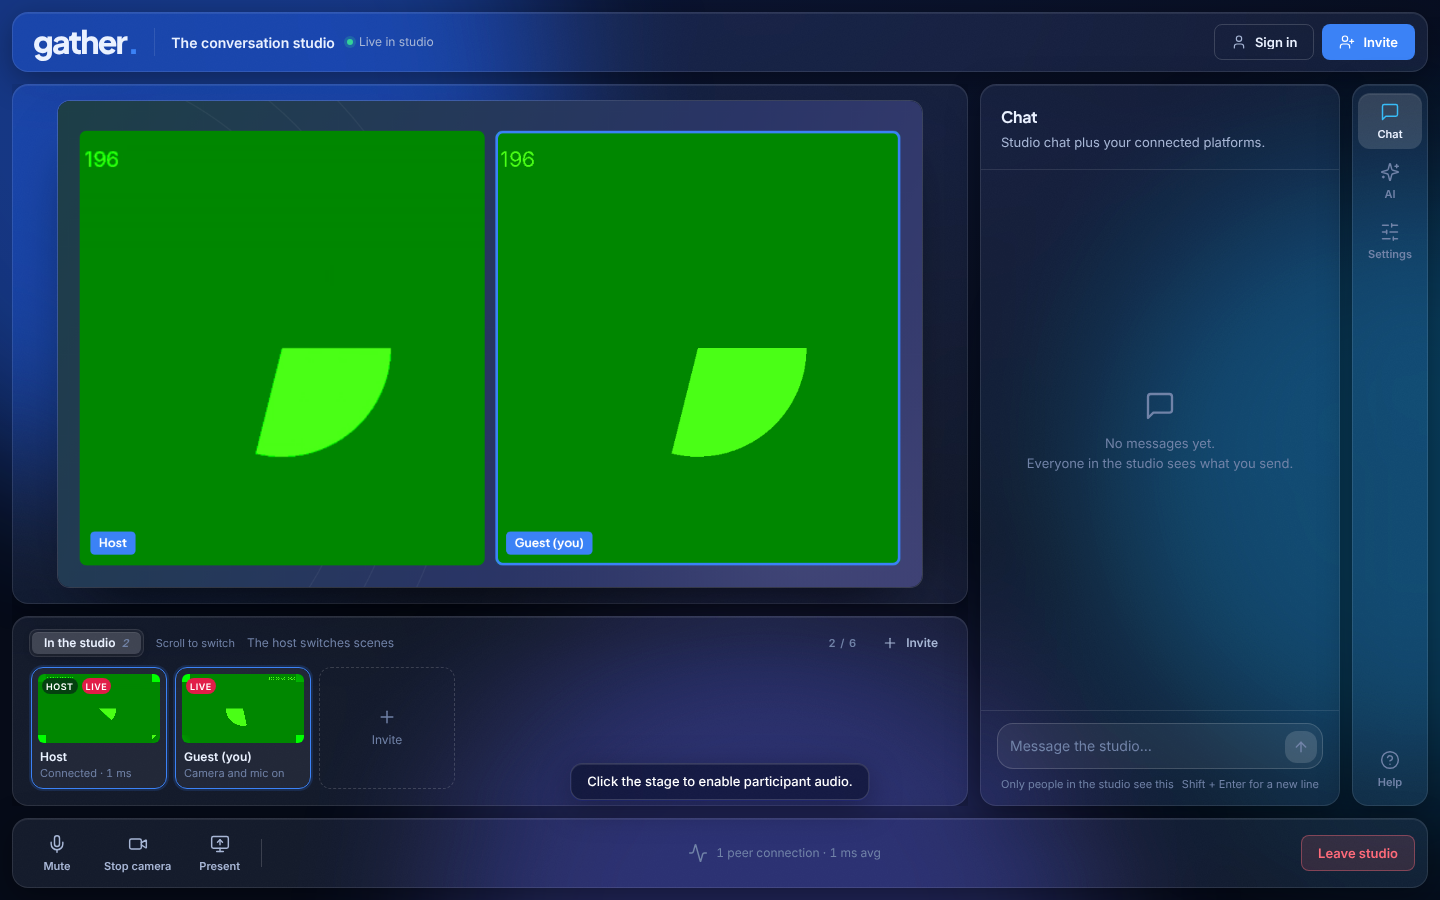 gather.
The conversation studio
Live in studio
Sign in
Invite
196
Host
196
Guest (you)
Chat
Studio chat plus your connected platforms.
No messages yet.
Everyone in the studio sees what you send.
Message the studio...
Only people in the studio see this
Shift + Enter for a new line
Chat
AI
Settings
Help
In the studio 2
Scroll to switch
The host switches scenes
2 / 6
Invite
HOST
LIVE
Host
Connected · 1 ms
LIVE
Guest (you)
Camera and mic on
Invite
Click the stage to enable participant audio.
Mute
Stop camera
Present
1 peer connection · 1 ms avg
Leave studio